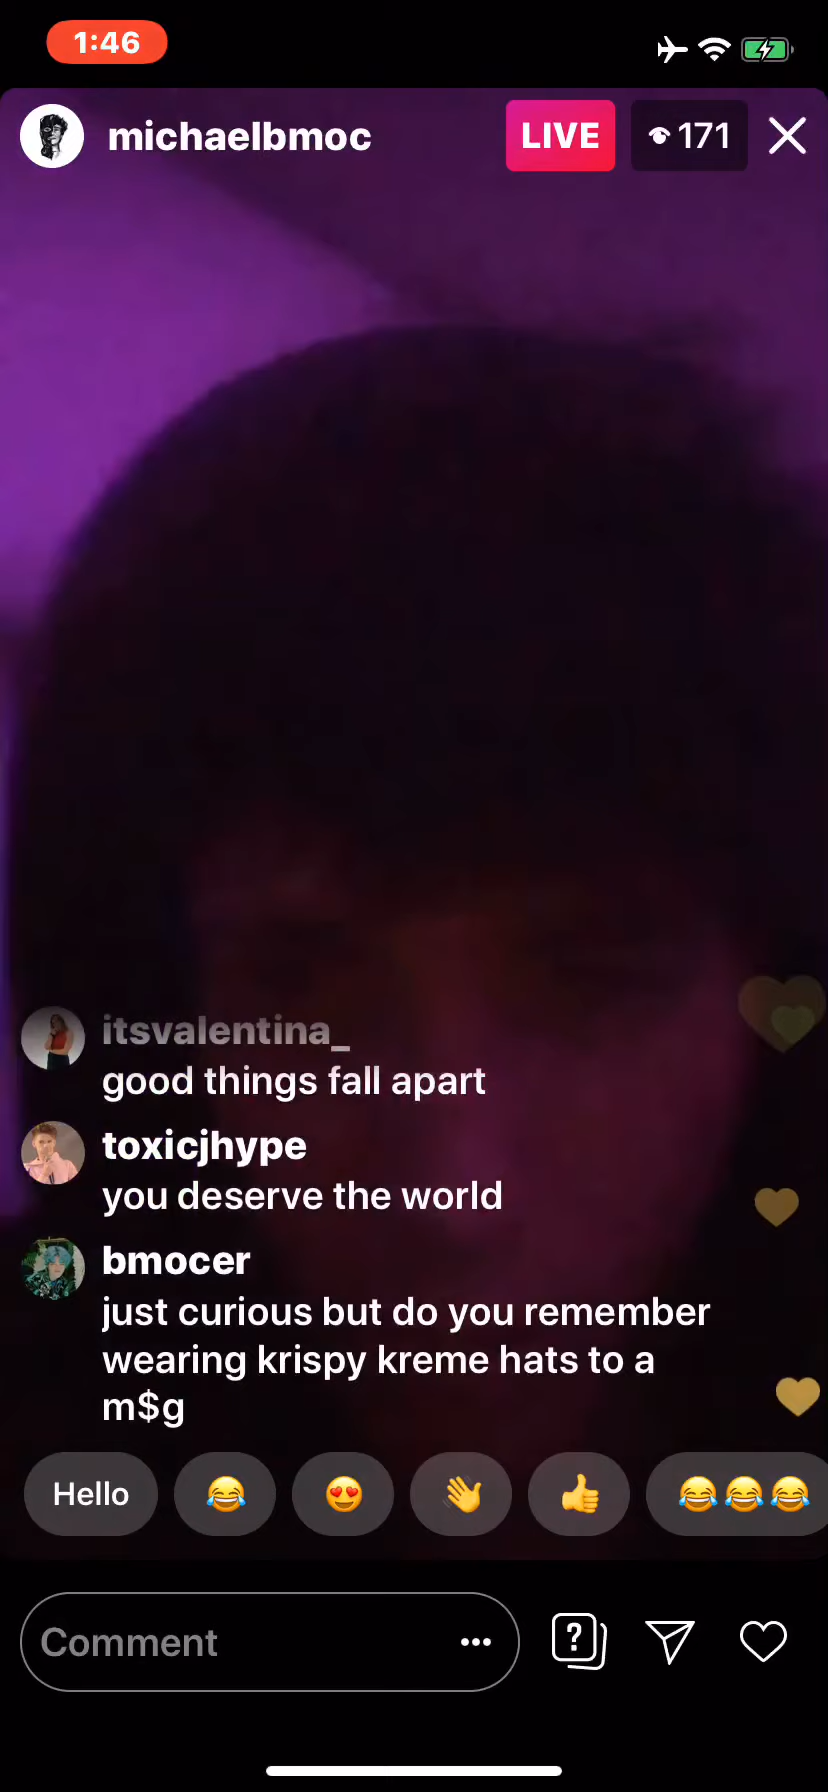 1:46
michaelbmoc
LIVE
171
itsvalentina_
good things fall apart
toxicjhype
you deserve the world
bmocer
just curious but do you remember
wearing krispy kreme hats to a
m$g
Hello
Comment